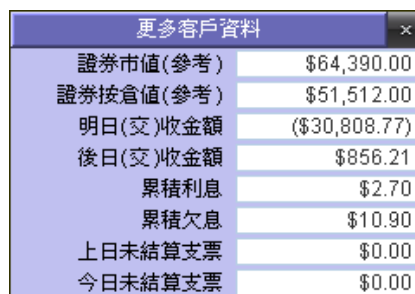 更多客戶資料 ×
證券市值(參考) $64,390.00
證券按倉值(參考) $51,512.00
明日(交)收金額 ($30,808.77)
後日(交)收金額 $856.21
累積利息 $2.70
累積欠息 $10.90
上日未結算支票 $0.00
今日未結算支票 $0.00